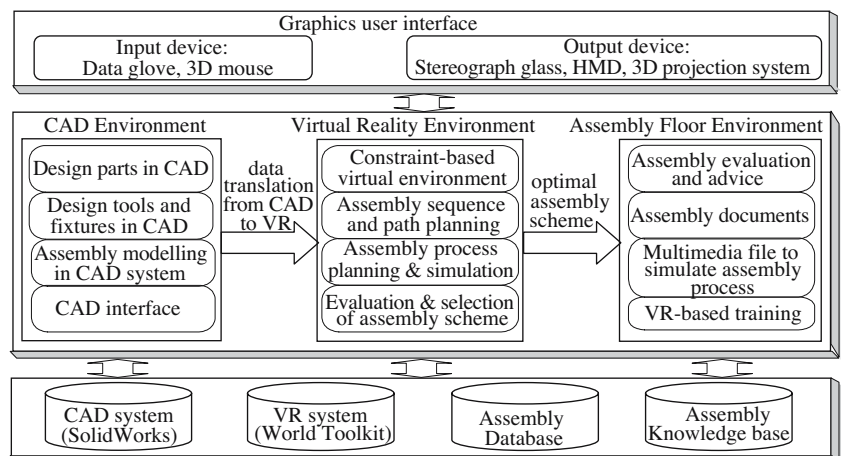 Graphics user interface
Input device:
Data glove, 3D mouse
Output device:
Stereograph glass, HMD, 3D projection system
CAD Environment
Design parts in CAD
Design tools and
fixtures in CAD
Assembly modelling
in CAD system
CAD interface
data
translation
from CAD
to VR
Virtual Reality Environment
Constraint-based
virtual environment
Assembly sequence
and path planning
Assembly process
planning & simulation
Evaluation & selection
of assembly scheme
optimal
assembly
scheme
Assembly Floor Environment
Assembly evaluation
and advice
Assembly documents
Multimedia file to
simulate assembly
process
VR-based training
CAD system
(SolidWorks)
VR system
(World Toolkit)
Assembly
Database
Assembly
Knowledge base